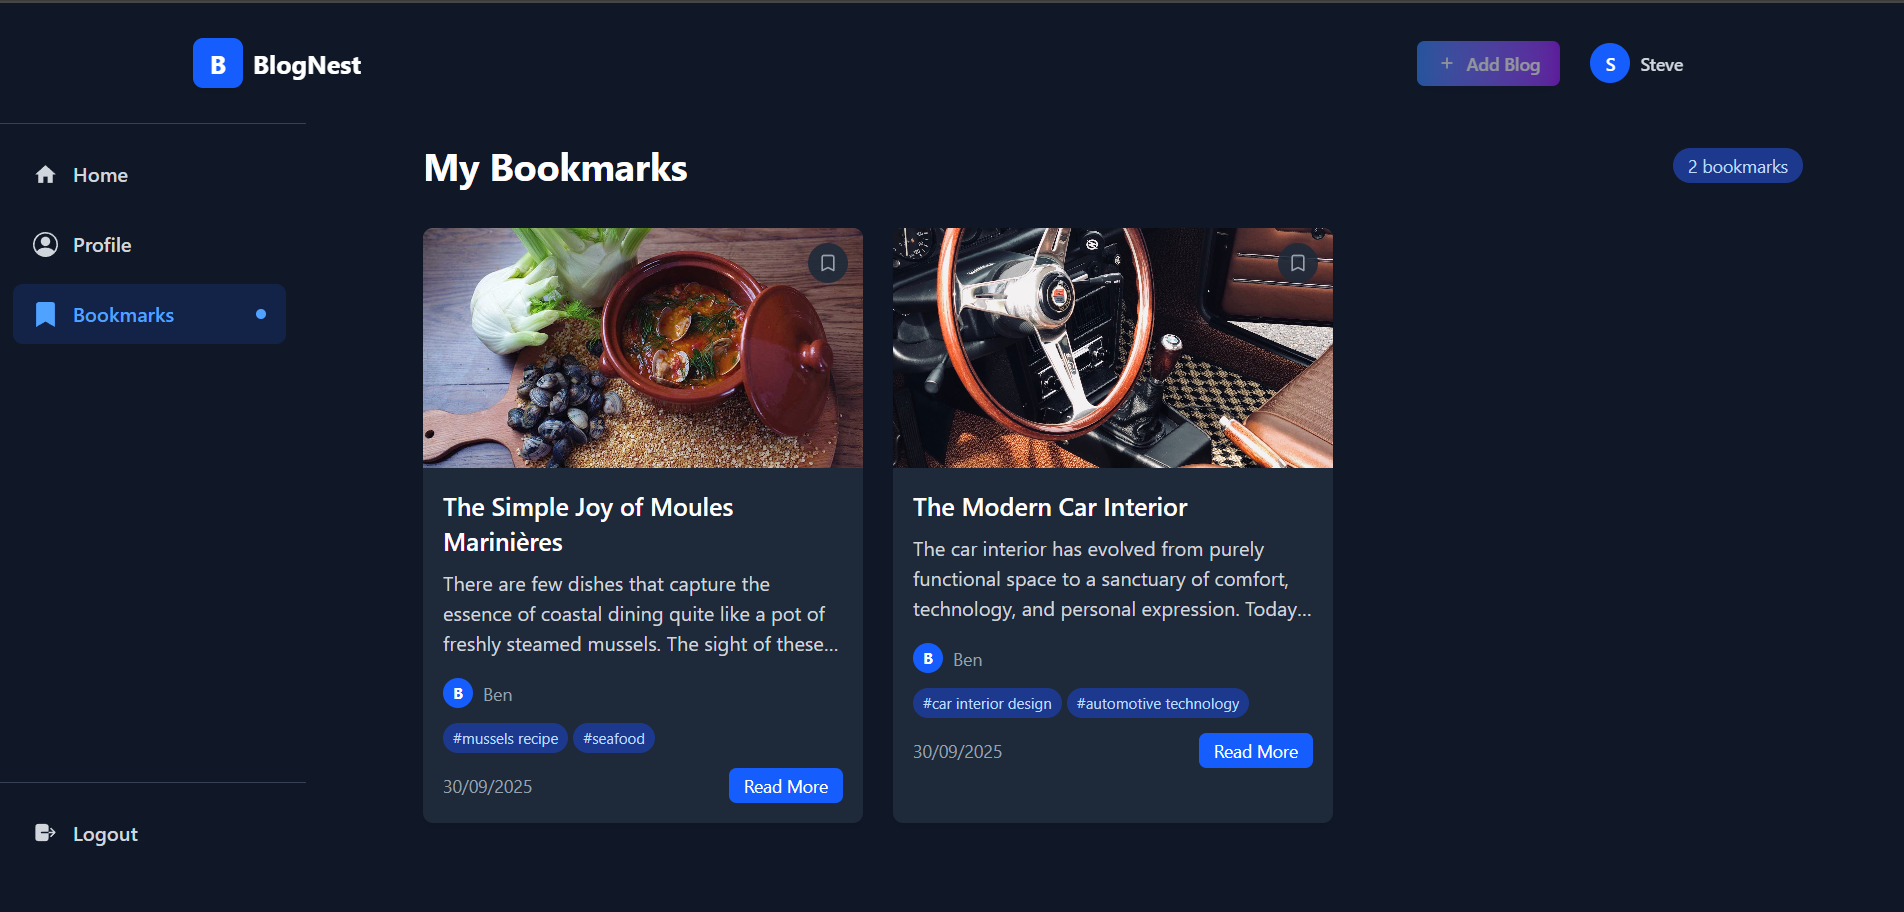 B BlogNest
+ Add Blog
S Steve
Home
Profile
Bookmarks
Logout
My Bookmarks
2 bookmarks
The Simple Joy of Moules
Marinières
There are few dishes that capture the
essence of coastal dining quite like a pot of
freshly steamed mussels. The sight of these...
B Ben
#mussels recipe #seafood
30/09/2025 Read More
The Modern Car Interior
The car interior has evolved from purely
functional space to a sanctuary of comfort,
technology, and personal expression. Today...
B Ben
#car interior design #automotive technology
30/09/2025 Read More